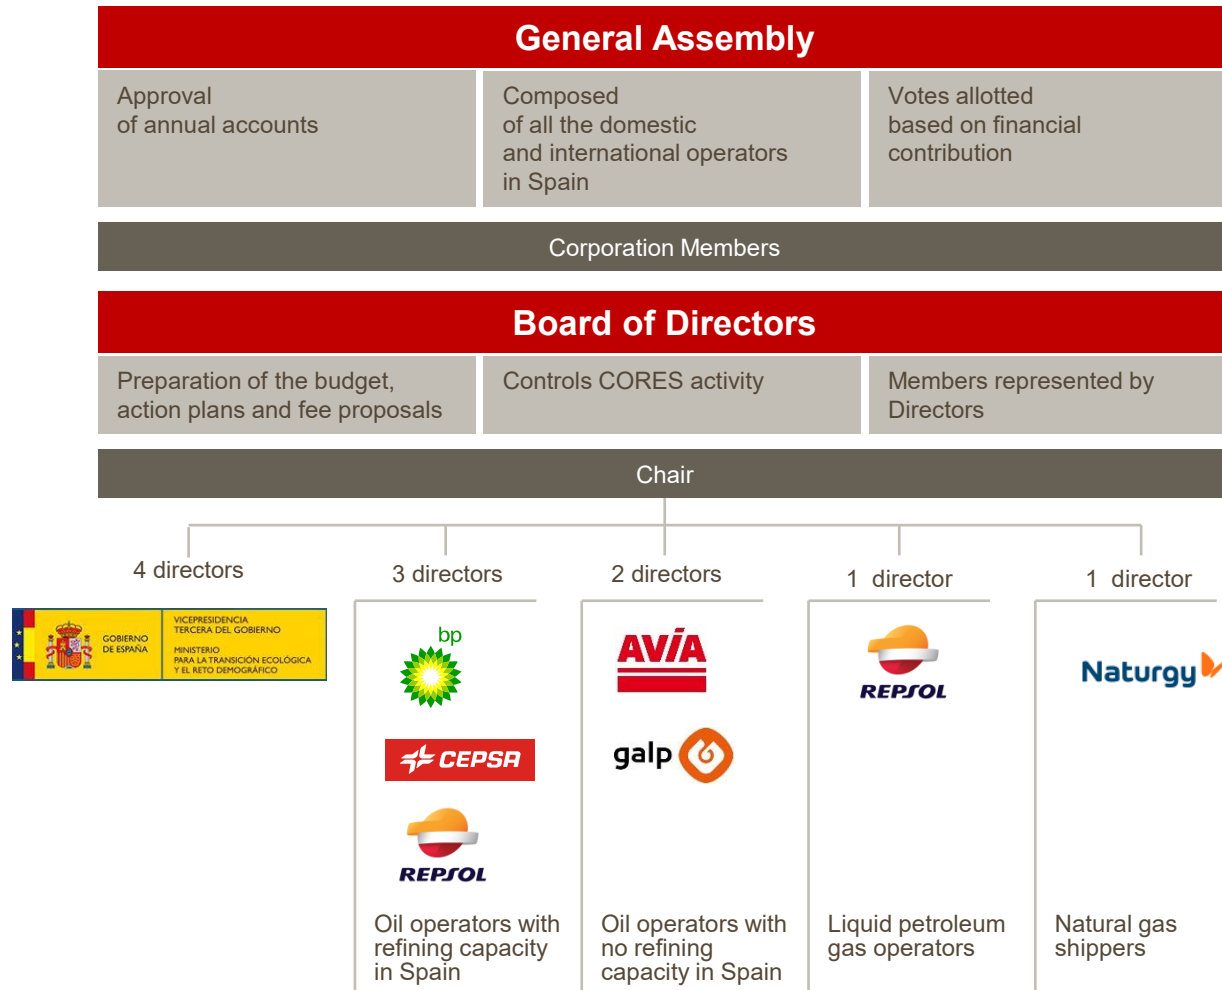 General Assembly
Approval
of annual accounts
Composed
of all the domestic
and international operators
in Spain
Votes allotted
based on financial
contribution
Corporation Members
Board of Directors
Preparation of the budget,
action plans and fee proposals
Controls CORES activity
Members represented by
Directors
Chair
4 directors
3 directors
2 directors
1 director
1 director
GOBIERNO
DE ESPAÑA
VICEPRESIDENCIA
TERCERA DEL GOBIERNO
MINISTERIO
PARA LA TRANSICIÓN ECOLÓGICA
Y EL RETO DEMOGRÁFICO
bp
CEPSA
REPSOL
Oil operators with
refining capacity
in Spain
AVÍA
galp
Oil operators with
no refining
capacity in Spain
REPSOL
Liquid petroleum
gas operators
Naturgy
Natural gas
shippers